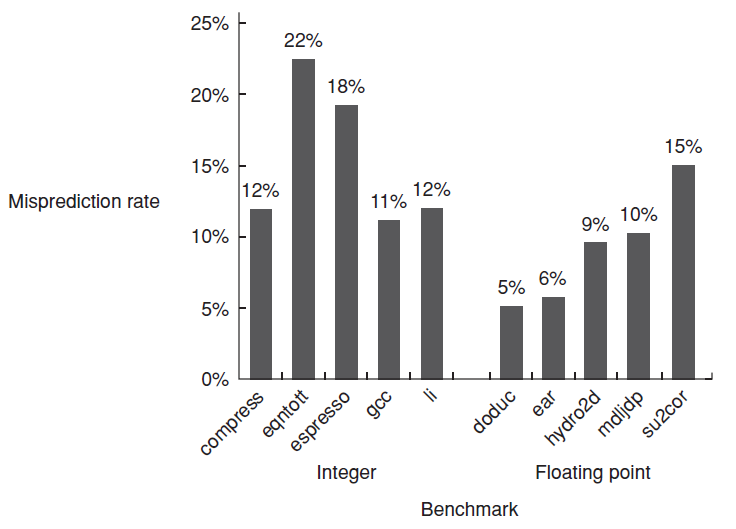 25%
22%
20%
18%
15%
15%
Misprediction rate
12%
11%
12%
10%
9%
10%
5%
5%
6%
0%
compress
eqntott
espresso
gcc
li
doduc
ear
hydro2d
mdljdp
su2cor
Integer
Floating point
Benchmark